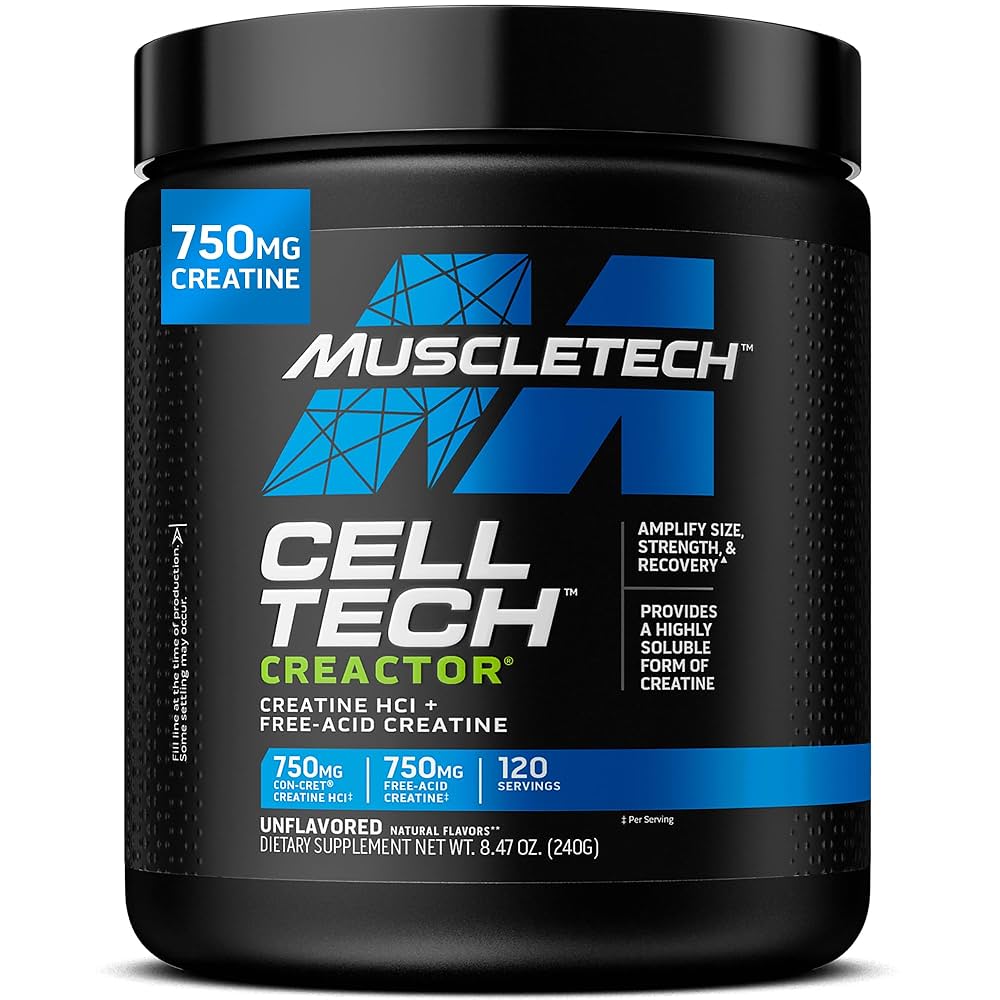 750MG
CREATINE
MUSCLETECH™
CELL
TECH™
CREACTOR®
CREATINE HCl +
FREE-ACID CREATINE
AMPLIFY SIZE,
STRENGTH, &
RECOVERY▲
PROVIDES
A HIGHLY
SOLUBLE
FORM OF
CREATINE
Fill line at the time of production.
Some settling may occur.
750MG
CON-CRET®
CREATINE HCl‡
750MG
FREE-ACID
CREATINE‡
120
SERVINGS
‡ Per Serving
UNFLAVORED NATURAL FLAVORS**
DIETARY SUPPLEMENT NET WT. 8.47 OZ. (240G)